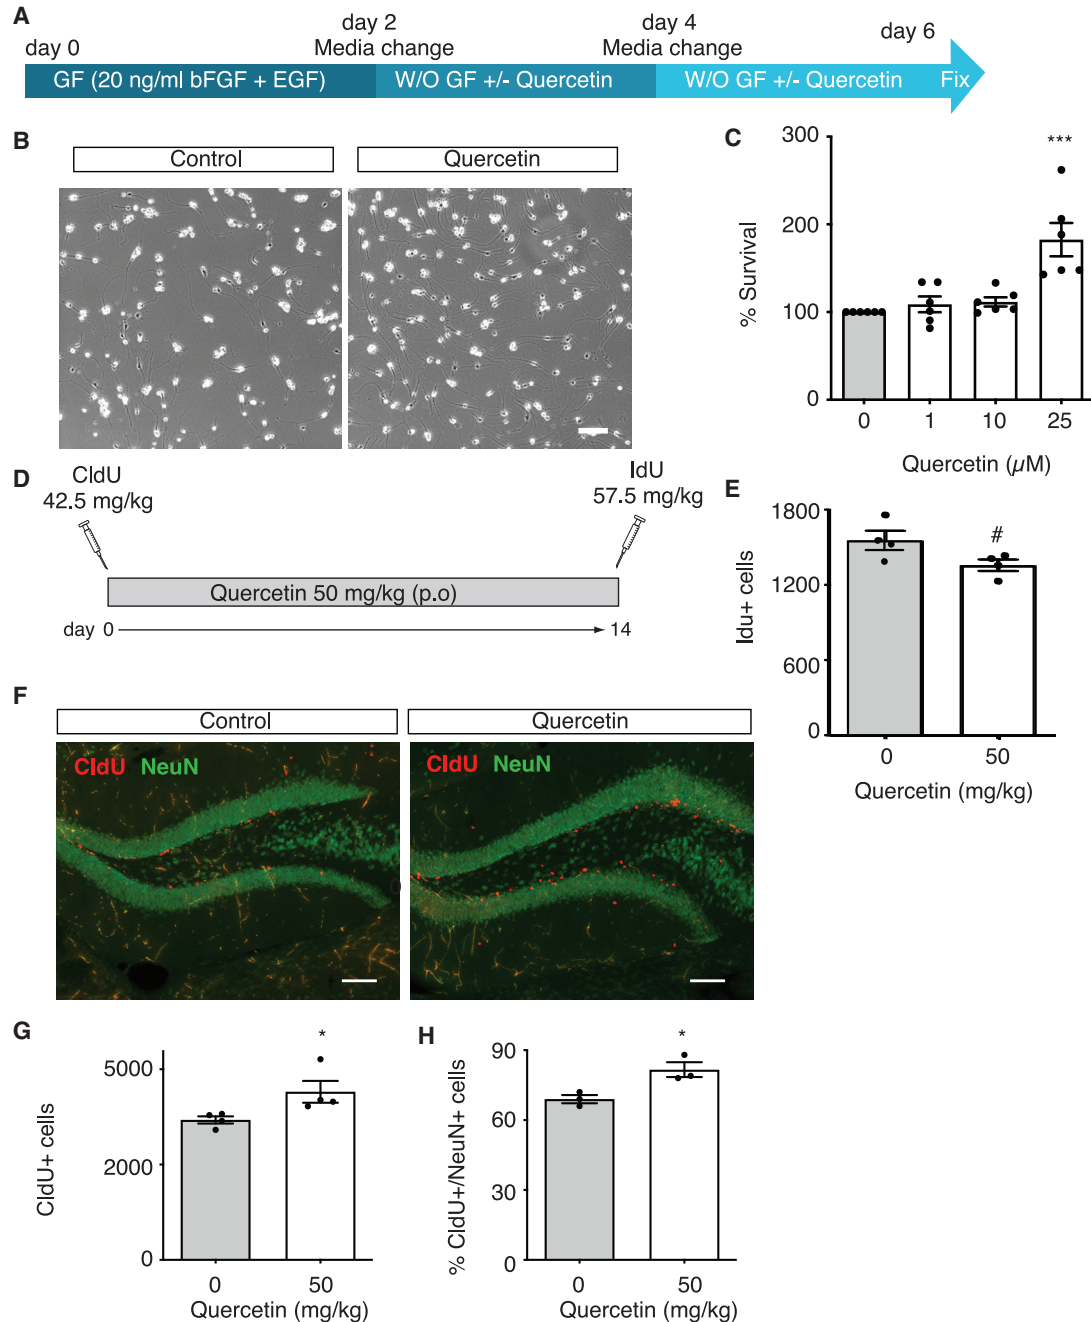 A
day 0
day 2
Media change
day 4
Media change
day 6
GF (20 ng/ml bFGF + EGF)
W/O GF +/- Quercetin
W/O GF +/- Quercetin
Fix
B
Control
Quercetin
C
300
200
100
0
% Survival
***
0 1 10 25
Quercetin (µM)
D
CldU
42.5 mg/kg
IdU
57.5 mg/kg
Quercetin 50 mg/kg (p.o)
day 0
14
E
1800
1200
600
0
Idu+ cells
#
0 50
Quercetin (mg/kg)
F
Control
Quercetin
CldU NeuN
CldU NeuN
G
5000
2000
0
CldU+ cells
*
0 50
Quercetin (mg/kg)
H
90
60
30
0
% CldU+/NeuN+ cells
*
0 50
Quercetin (mg/kg)